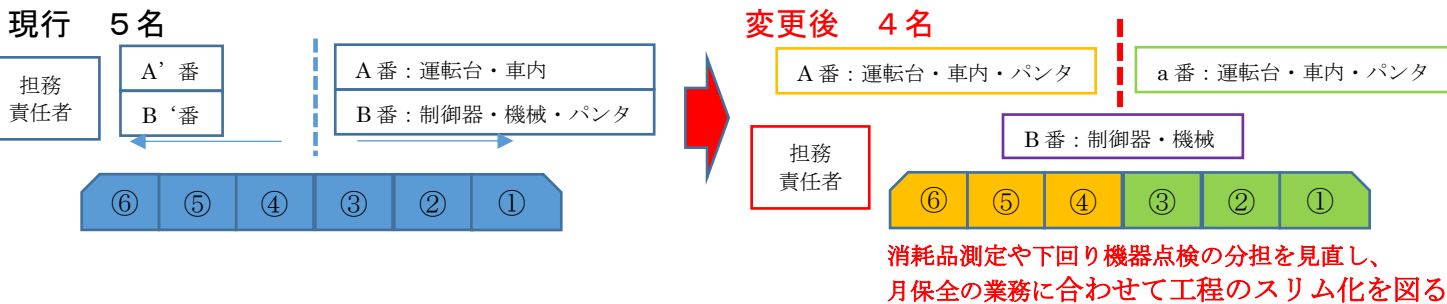 現行　５名
担務
責任者
A’ 番
B ‘番
A 番：運転台・車内
B 番：制御器・機械・パンタ
⑥ ⑤ ④ ③ ② ①
変更後　４名
A 番：運転台・車内・パンタ
a 番：運転台・車内・パンタ
B 番：制御器・機械
担務
責任者
⑥ ⑤ ④ ③ ② ①
消耗品測定や下回り機器点検の分担を見直し、
月保全の業務に合わせて工程のスリム化を図る